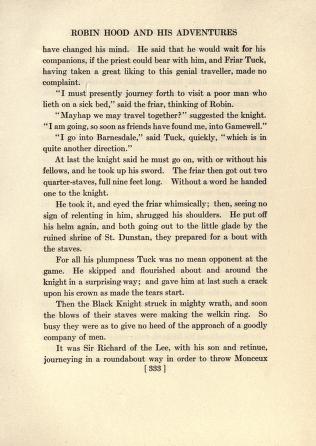 ROBIN HOOD AND HIS ADVENTURES
have changed his mind. He said that he would wait for his
companions, if the priest could bear with him, and Friar Tuck,
having taken a great liking to this genial traveller, made no
complaint.
"I must presently journey forth to visit a poor man who
lieth on a sick bed," said the friar, thinking of Robin.
"Mayhap we may travel together?" suggested the knight.
"I am going, so soon as friends have found me, into Gamewell."
"I go into Barnesdale," said Tuck, quickly, "which is in
quite another direction."
At last the knight said he must go on, with or without his
fellows, and he took up his sword. The friar then got out two
quarter-staves, full nine feet long. Without a word he handed
one to the knight.
He took it, and eyed the friar whimsically; then, seeing no
sign of relenting in him, shrugged his shoulders. He put off
his helm again, and both going out to the little glade by the
ruined shrine of St. Dunstan, they prepared for a bout with
the staves.
For all his plumpness Tuck was no mean opponent at the
game. He skipped and flourished about and around the
knight in a surprising way; and gave him at last such a crack
upon his crown as made the tears start.
Then the Black Knight struck in mighty wrath, and soon
the blows of their staves were making the welkin ring. So
busy they were as to give no heed of the approach of a goodly
company of men.
It was Sir Richard of the Lee, with his son and retinue,
journeying in a roundabout way in order to throw Monceux
[ 333 ]